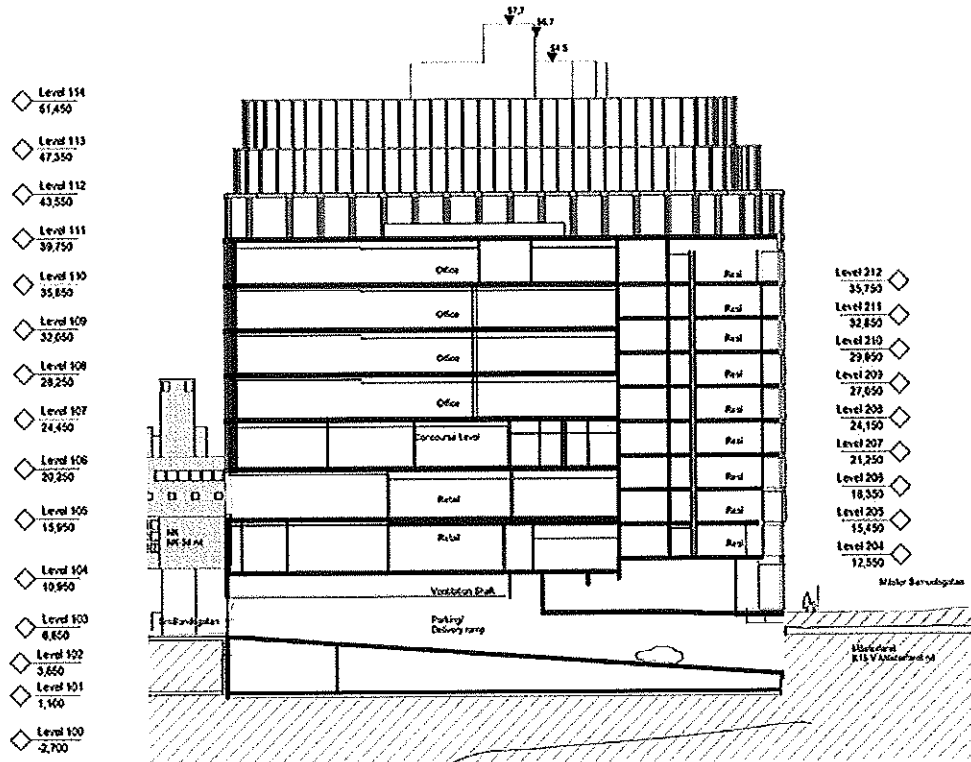 57,7
56,7
54,5
Level 114
51,450
Level 113
47,350
Level 112
43,550
Level 111
39,750
Level 110
35,850
Level 109
32,050
Level 108
28,250
Level 107
24,450
Level 106
20,250
Level 105
15,950
Level 104
10,950
Level 103
6,650
Level 102
3,650
Level 101
1,100
Level 100
-2,700
Office
Office
Office
Office
Concourse Level
Retail
Retail
Ventilation Shaft
Parking/
Delivery ramp
Resi
Resi
Resi
Resi
Resi
Resi
Resi
Resi
Resi
Level 212
35,750
Level 211
32,850
Level 210
29,950
Level 209
27,050
Level 208
24,150
Level 207
21,250
Level 206
18,350
Level 205
15,450
Level 204
12,550
Mäster Samuelsgatan